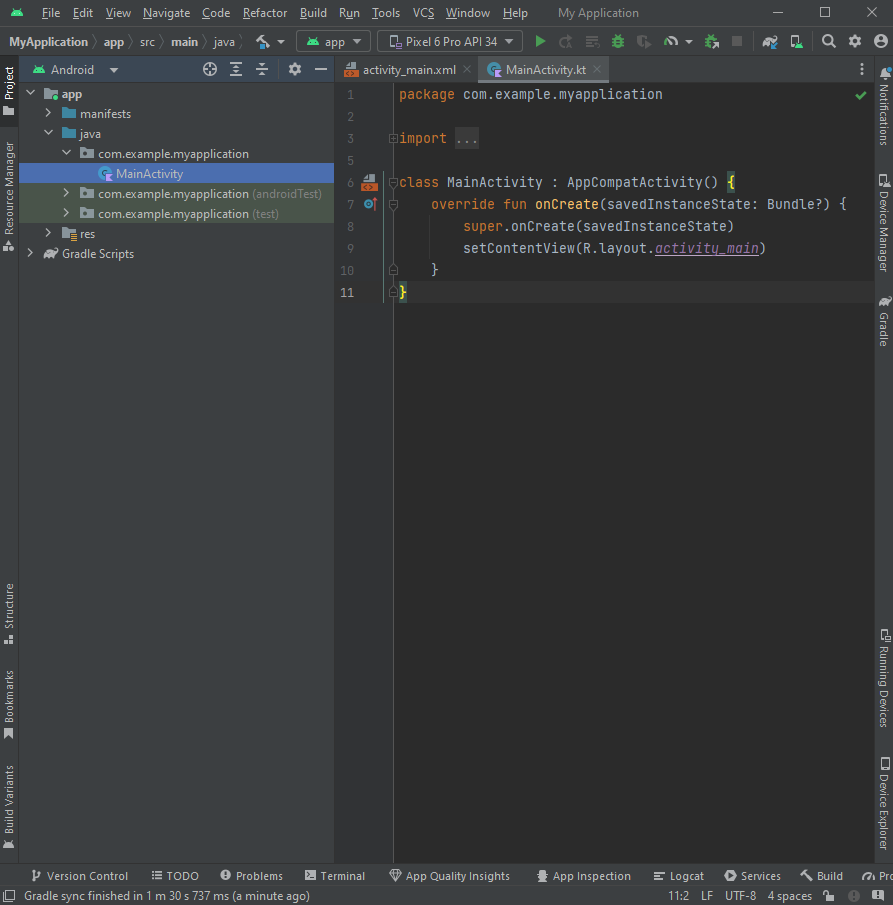 File Edit View Navigate Code Refactor Build Run Tools VCS Window Help My Application
MyApplication app src main java app Pixel 6 Pro API 34
Project
Resource Manager
Structure
Bookmarks
Build Variants
Android
app
manifests
java
com.example.myapplication
MainActivity
com.example.myapplication (androidTest)
com.example.myapplication (test)
res
Gradle Scripts
activity_main.xml MainActivity.kt
1 package com.example.myapplication
2
3 import ...
5
6 class MainActivity : AppCompatActivity() {
7 override fun onCreate(savedInstanceState: Bundle?) {
8 super.onCreate(savedInstanceState)
9 setContentView(R.layout.activity_main)
10 }
11 }
Notifications
Device Manager
Gradle
Running Devices
Device Explorer
Version Control TODO Problems Terminal App Quality Insights App Inspection Logcat Services Build Pro
Gradle sync finished in 1 m 30 s 737 ms (a minute ago) 11:2 LF UTF-8 4 spaces